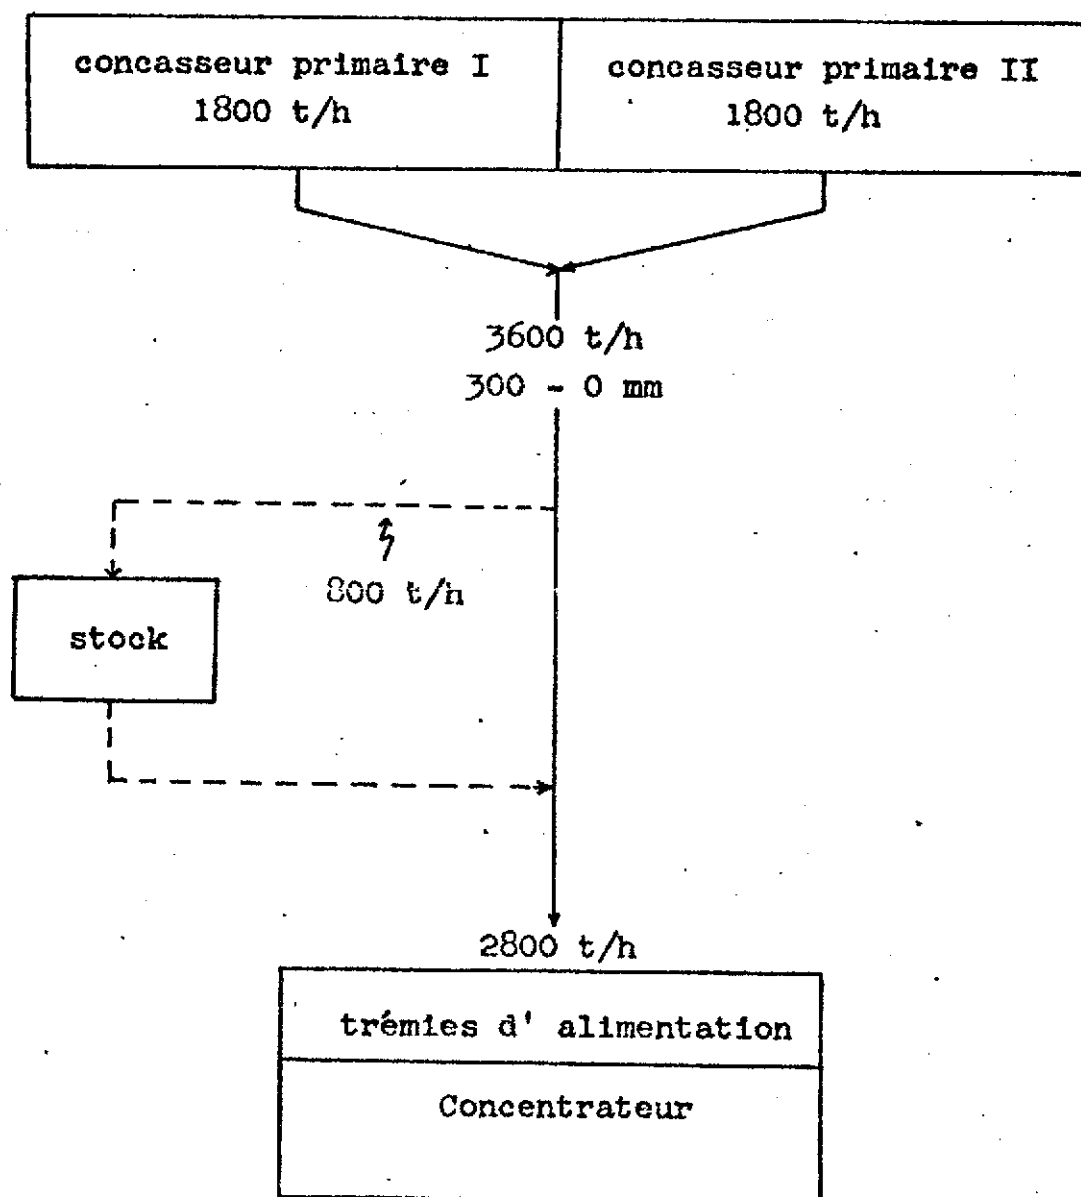 concasseur primaire I
1800 t/h
concasseur primaire II
1800 t/h
3600 t/h
300 - 0 mm
800 t/h
stock
2800 t/h
trémies d' alimentation
Concentrateur